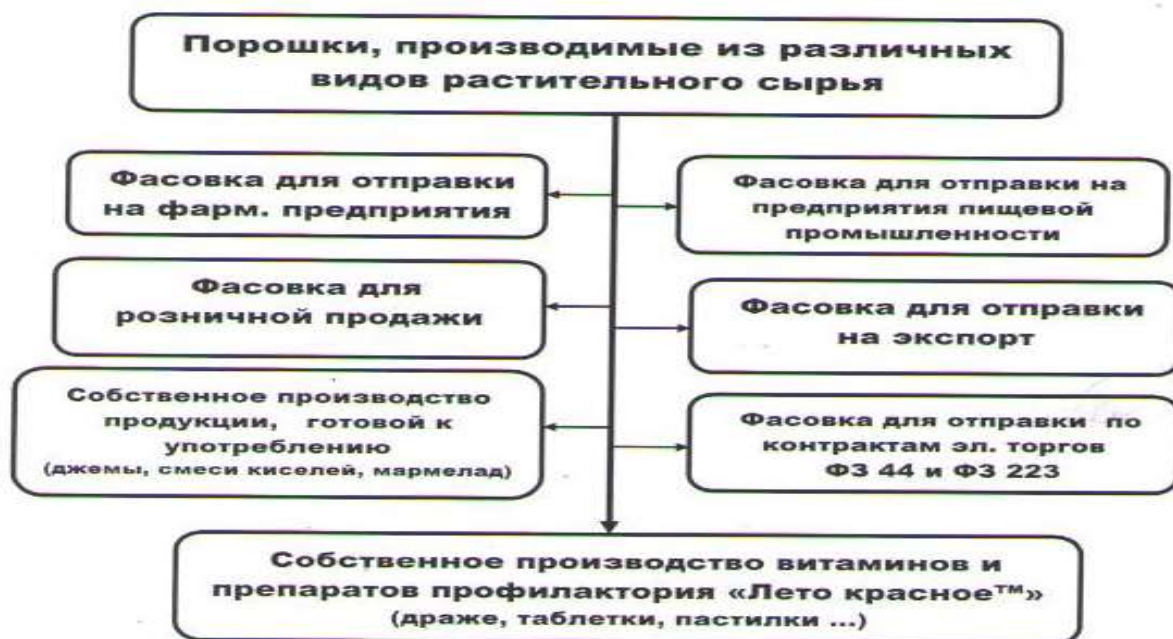 Порошки, производимые из различных
видов растительного сырья
Фасовка для отправки
на фарм. предприятия
Фасовка для отправки на
предприятия пищевой
промышленности
Фасовка для
розничной продажи
Фасовка для отправки
на экспорт
Собственное производство
продукции, готовой к
употреблению
(джемы, смеси киселей, мармелад)
Фасовка для отправки по
контрактам эл. торгов
ФЗ 44 и ФЗ 223
Собственное производство витаминов и
препаратов профилактория «Лето красное™»
(драже, таблетки, пастилки ...)